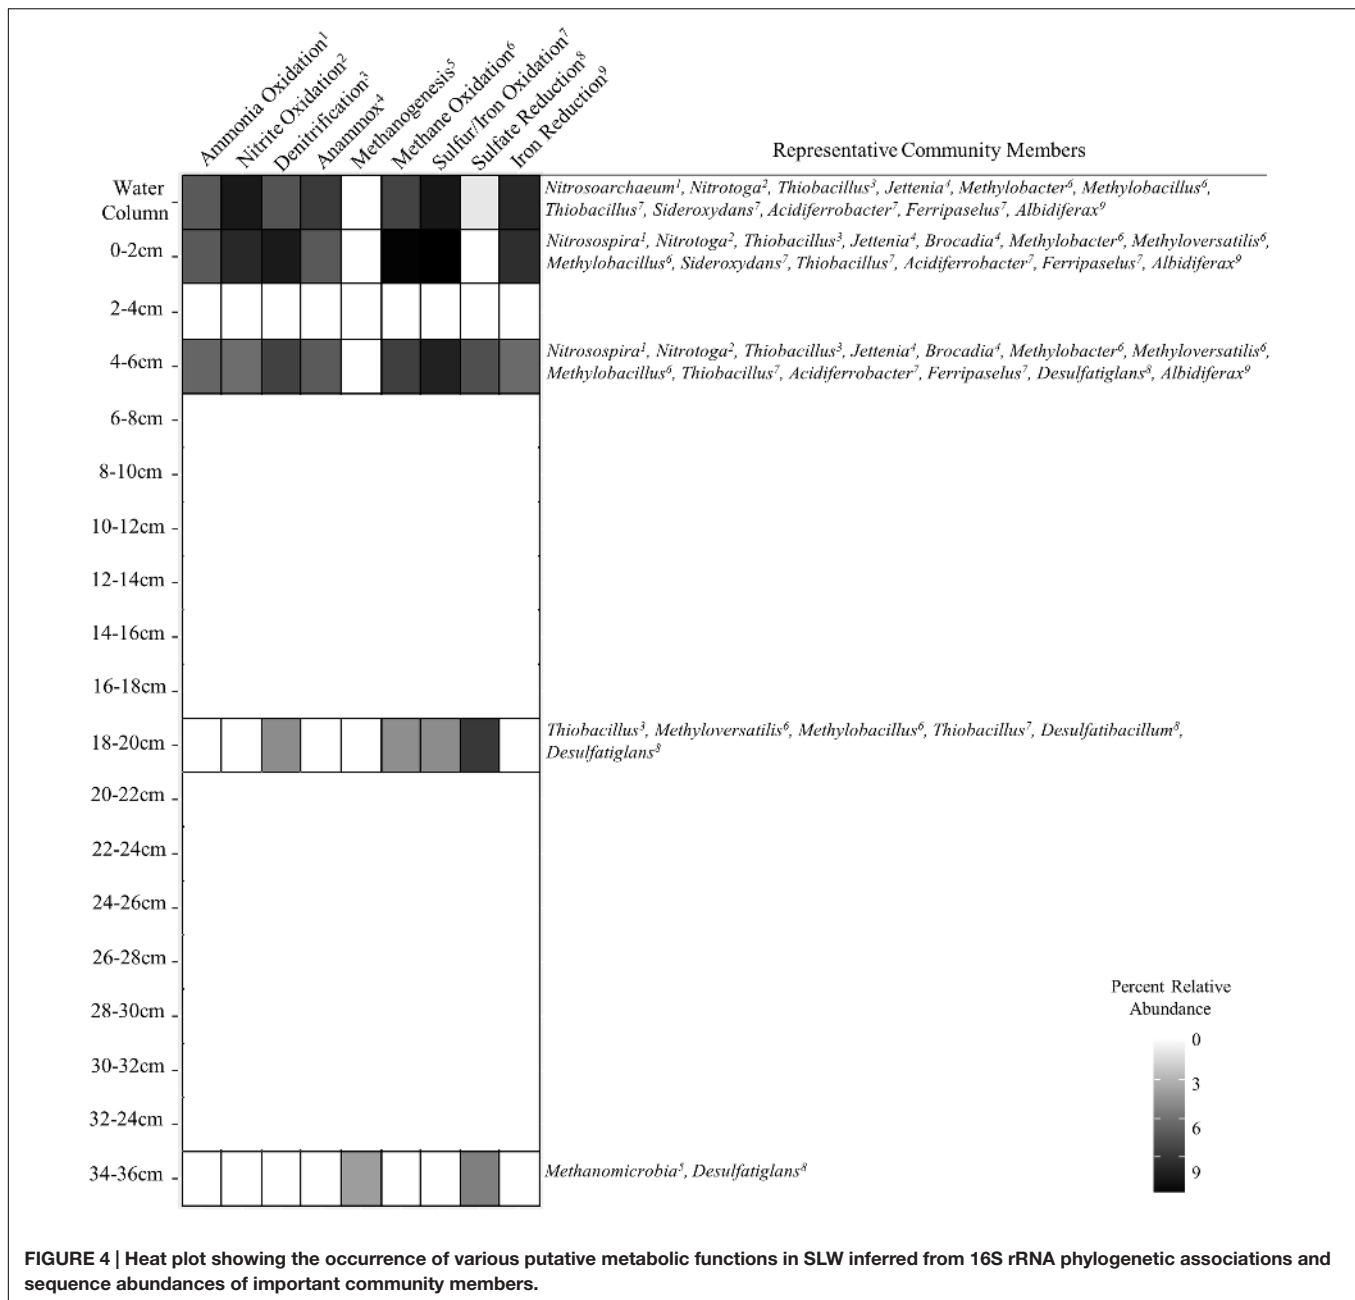 Ammonia Oxidation¹
Nitrite Oxidation²
Denitrification³
Anammox⁴
Methanogenesis⁵
Methane Oxidation⁶
Sulfur/Iron Oxidation⁷
Sulfate Reduction⁸
Iron Reduction⁹
Representative Community Members
Water
Column
Nitrosoarchaeum¹, Nitrotoga², Thiobacillus³, Jettenia⁴, Methylobacter⁶, Methylobacillus⁶,
Thiobacillus⁷, Sideroxydans⁷, Acidiferrobacter⁷, Ferripaselus⁷, Albidiferax⁹
0-2cm
Nitrosospira¹, Nitrotoga², Thiobacillus³, Jettenia⁴, Brocadia⁴, Methylobacter⁶, Methyloversatilis⁶,
Methylobacillus⁶, Sideroxydans⁷, Thiobacillus⁷, Acidiferrobacter⁷, Ferripaselus⁷, Albidiferax⁹
2-4cm
4-6cm
Nitrosospira¹, Nitrotoga², Thiobacillus³, Jettenia⁴, Brocadia⁴, Methylobacter⁶, Methyloversatilis⁶,
Methylobacillus⁶, Thiobacillus⁷, Acidiferrobacter⁷, Ferripaselus⁷, Desulfatiglans⁸, Albidiferax⁹
6-8cm
8-10cm
10-12cm
12-14cm
14-16cm
16-18cm
18-20cm
Thiobacillus³, Methyloversatilis⁶, Methylobacillus⁶, Thiobacillus⁷, Desulfatibacillum⁸,
Desulfatiglans⁸
20-22cm
22-24cm
24-26cm
26-28cm
28-30cm
30-32cm
32-24cm
34-36cm
Methanomicrobia⁵, Desulfatiglans⁸
Percent Relative
Abundance
0
3
6
9
FIGURE 4 | Heat plot showing the occurrence of various putative metabolic functions in SLW inferred from 16S rRNA phylogenetic associations and
sequence abundances of important community members.